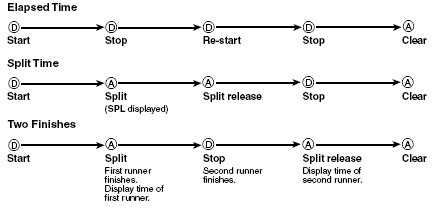 Elapsed Time
D D D D A
Start Stop Re-start Stop Clear
Split Time
D A A D A
Start Split Split release Stop Clear
(SPL displayed)
Two Finishes
D A D A A
Start Split Stop Split release Clear
First runner Second runner Display time of
finishes. finishes. second runner.
Display time of
first runner.